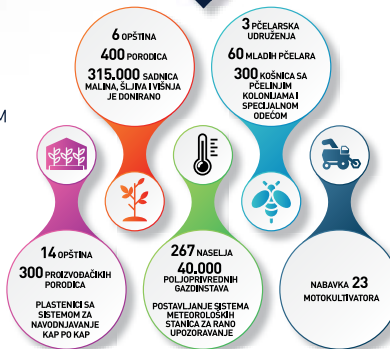 6 OPŠTINA
400 PORODICA
315.000 SADNICA
MALINA, ŠLJIVA I VIŠNJA
JE DONIRANO
3 PČELARSKA
UDRUŽENJA
60 MLADIH PČELARA
300 KOŠNICA SA
PČELINJIM
KOLONIJAMA I
SPECIJALNOM
ODEĆOM
M
14 OPŠTINA
300 PROIZVOĐAČIKIH
PORODICA
PLASTENICI SA
SISTEMOM ZA
NAVODNJAVANJE
KAP PO KAP
267 NASELJA
40.000
POLJOPRIVREDNIH
GAZDINSTAVA
POSTAVLJANJE SISTEMA
METEOROLOŠKIH
STANICA ZA RANO
UPOZORAVANJE
NABAVKA 23
MOTOKULTIVATORA